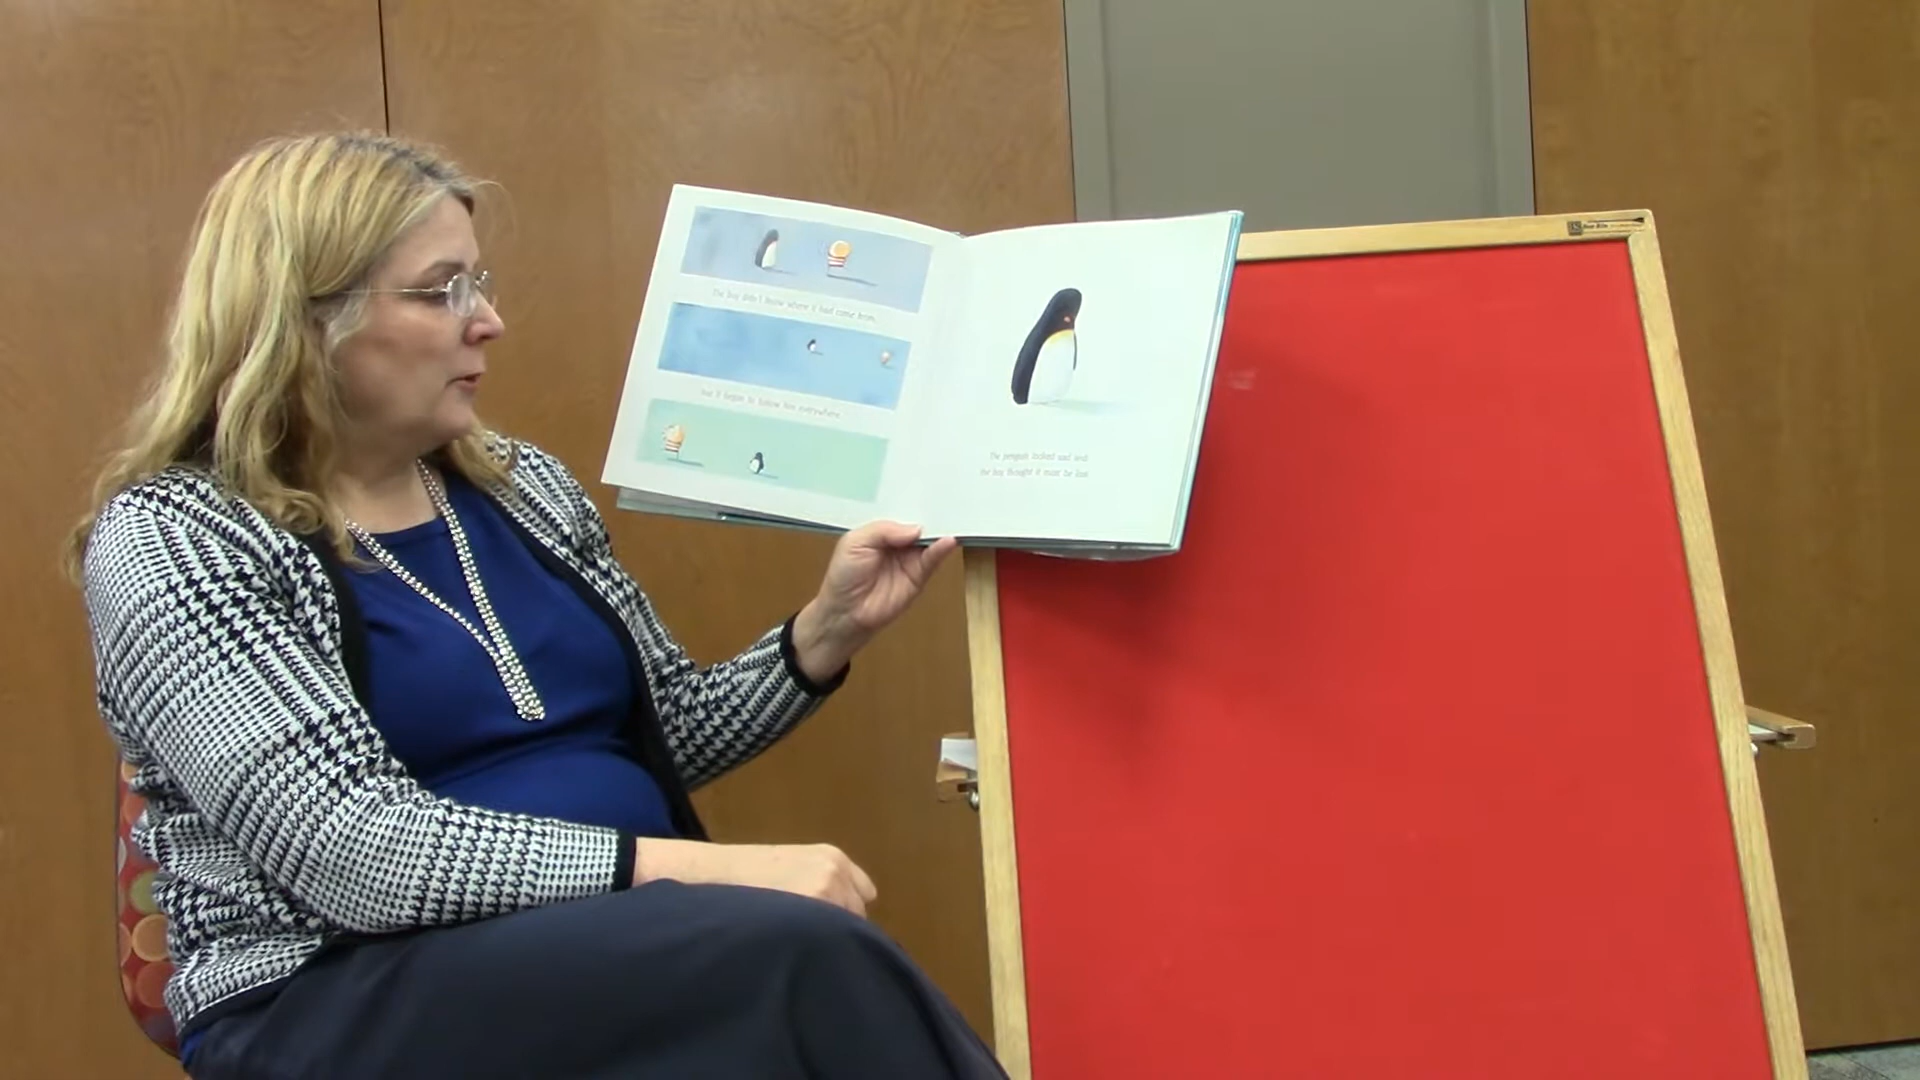 The boy didn't know where it had come from,
but it began to follow him everywhere.
The penguin looked sad and
the boy thought it must be lost.